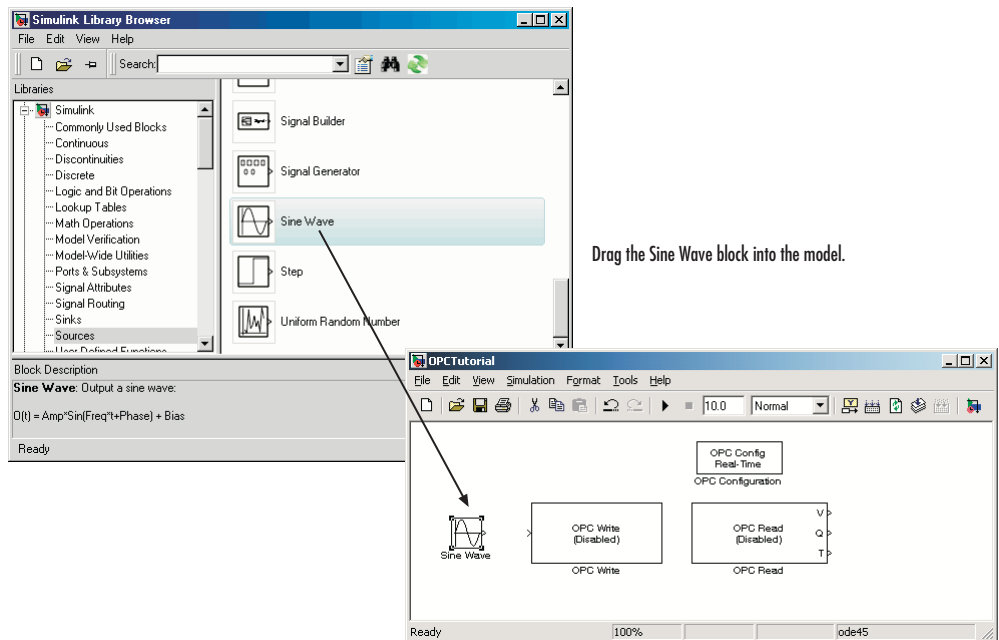 Simulink Library Browser
File Edit View Help
Search:
Libraries
Simulink
Commonly Used Blocks
Continuous
Discontinuities
Discrete
Logic and Bit Operations
Lookup Tables
Math Operations
Model Verification
Model-Wide Utilities
Ports & Subsystems
Signal Attributes
Signal Routing
Sinks
Sources
User Defined Functions
Signal Builder
Signal Generator
Sine Wave
Step
Uniform Random Number
Block Description
Sine Wave: Output a sine wave:
O(t) = Amp*Sin(Freq*t+Phase) + Bias
Ready
Drag the Sine Wave block into the model.
OPCTutorial
File Edit View Simulation Format Tools Help
10.0 Normal
OPC Config
Real-Time
OPC Configuration
Sine Wave
OPC Write
(Disabled)
OPC Write
OPC Read
(Disabled)
V
Q
T
OPC Read
Ready 100% ode45